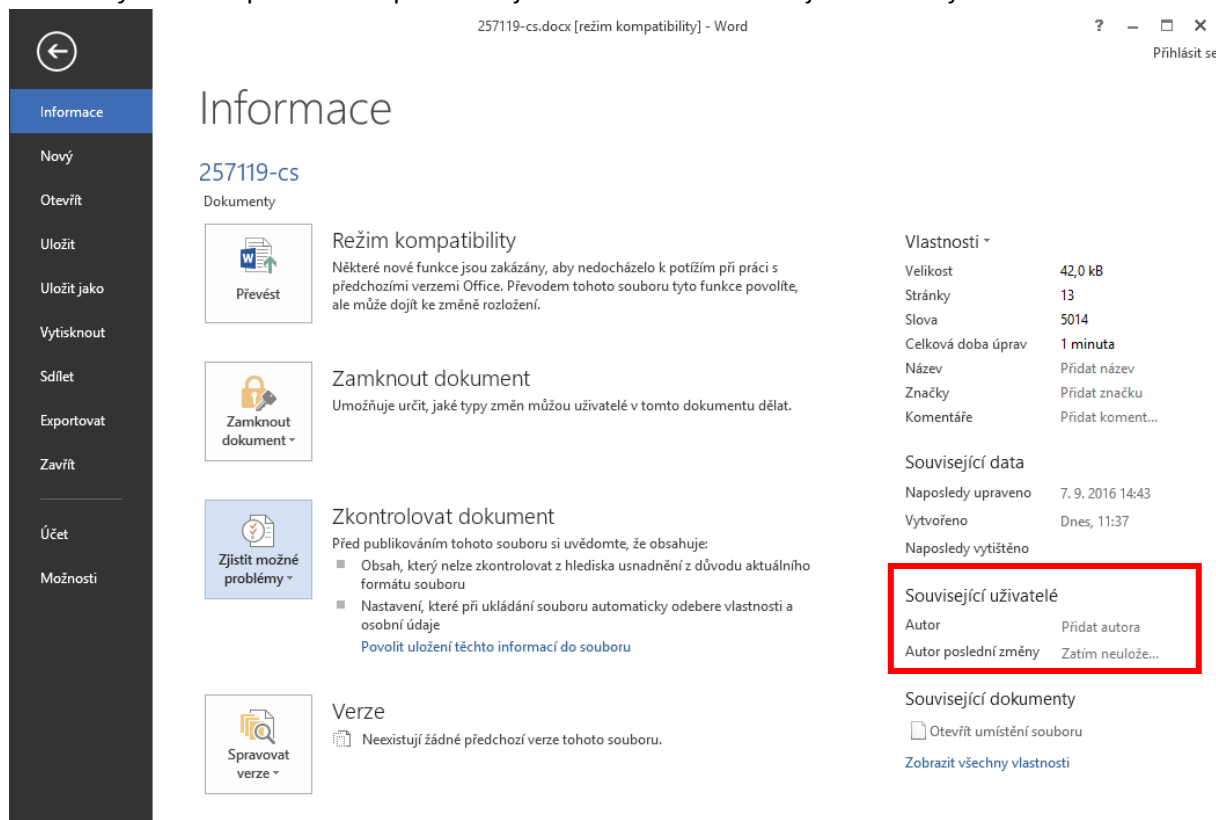 257119-cs.docx [režim kompatibility] - Word
?
Přihlásit se
Informace
Nový
Otevřít
Uložit
Uložit jako
Vytisknout
Sdílet
Exportovat
Zavřít
Účet
Možnosti
Informace
257119-cs
Dokumenty
Převést
Režim kompatibility
Některé nové funkce jsou zakázány, aby nedocházelo k potížím při práci s
předchozími verzemi Office. Převodem tohoto souboru tyto funkce povolíte,
ale může dojít ke změně rozložení.
Zamknout
dokument
Zamknout dokument
Umožňuje určit, jaké typy změn můžou uživatelé v tomto dokumentu dělat.
Zjistit možné
problémy
Zkontrolovat dokument
Před publikováním tohoto souboru si uvědomte, že obsahuje:
Obsah, který nelze zkontrolovat z hlediska usnadnění z důvodu aktuálního
formátu souboru
Nastavení, které při ukládání souboru automaticky odebere vlastnosti a
osobní údaje
Povolit uložení těchto informací do souboru
Spravovat
verze
Verze
Neexistují žádné předchozí verze tohoto souboru.
Vlastnosti
Velikost 42,0 kB
Stránky 13
Slova 5014
Celková doba úprav 1 minuta
Název Přidat název
Značky Přidat značku
Komentáře Přidat koment...
Související data
Naposledy upraveno 7. 9. 2016 14:43
Vytvořeno Dnes, 11:37
Naposledy vytištěno
Související uživatelé
Autor Přidat autora
Autor poslední změny Zatím neulože...
Související dokumenty
Otevřít umístění souboru
Zobrazit všechny vlastnosti